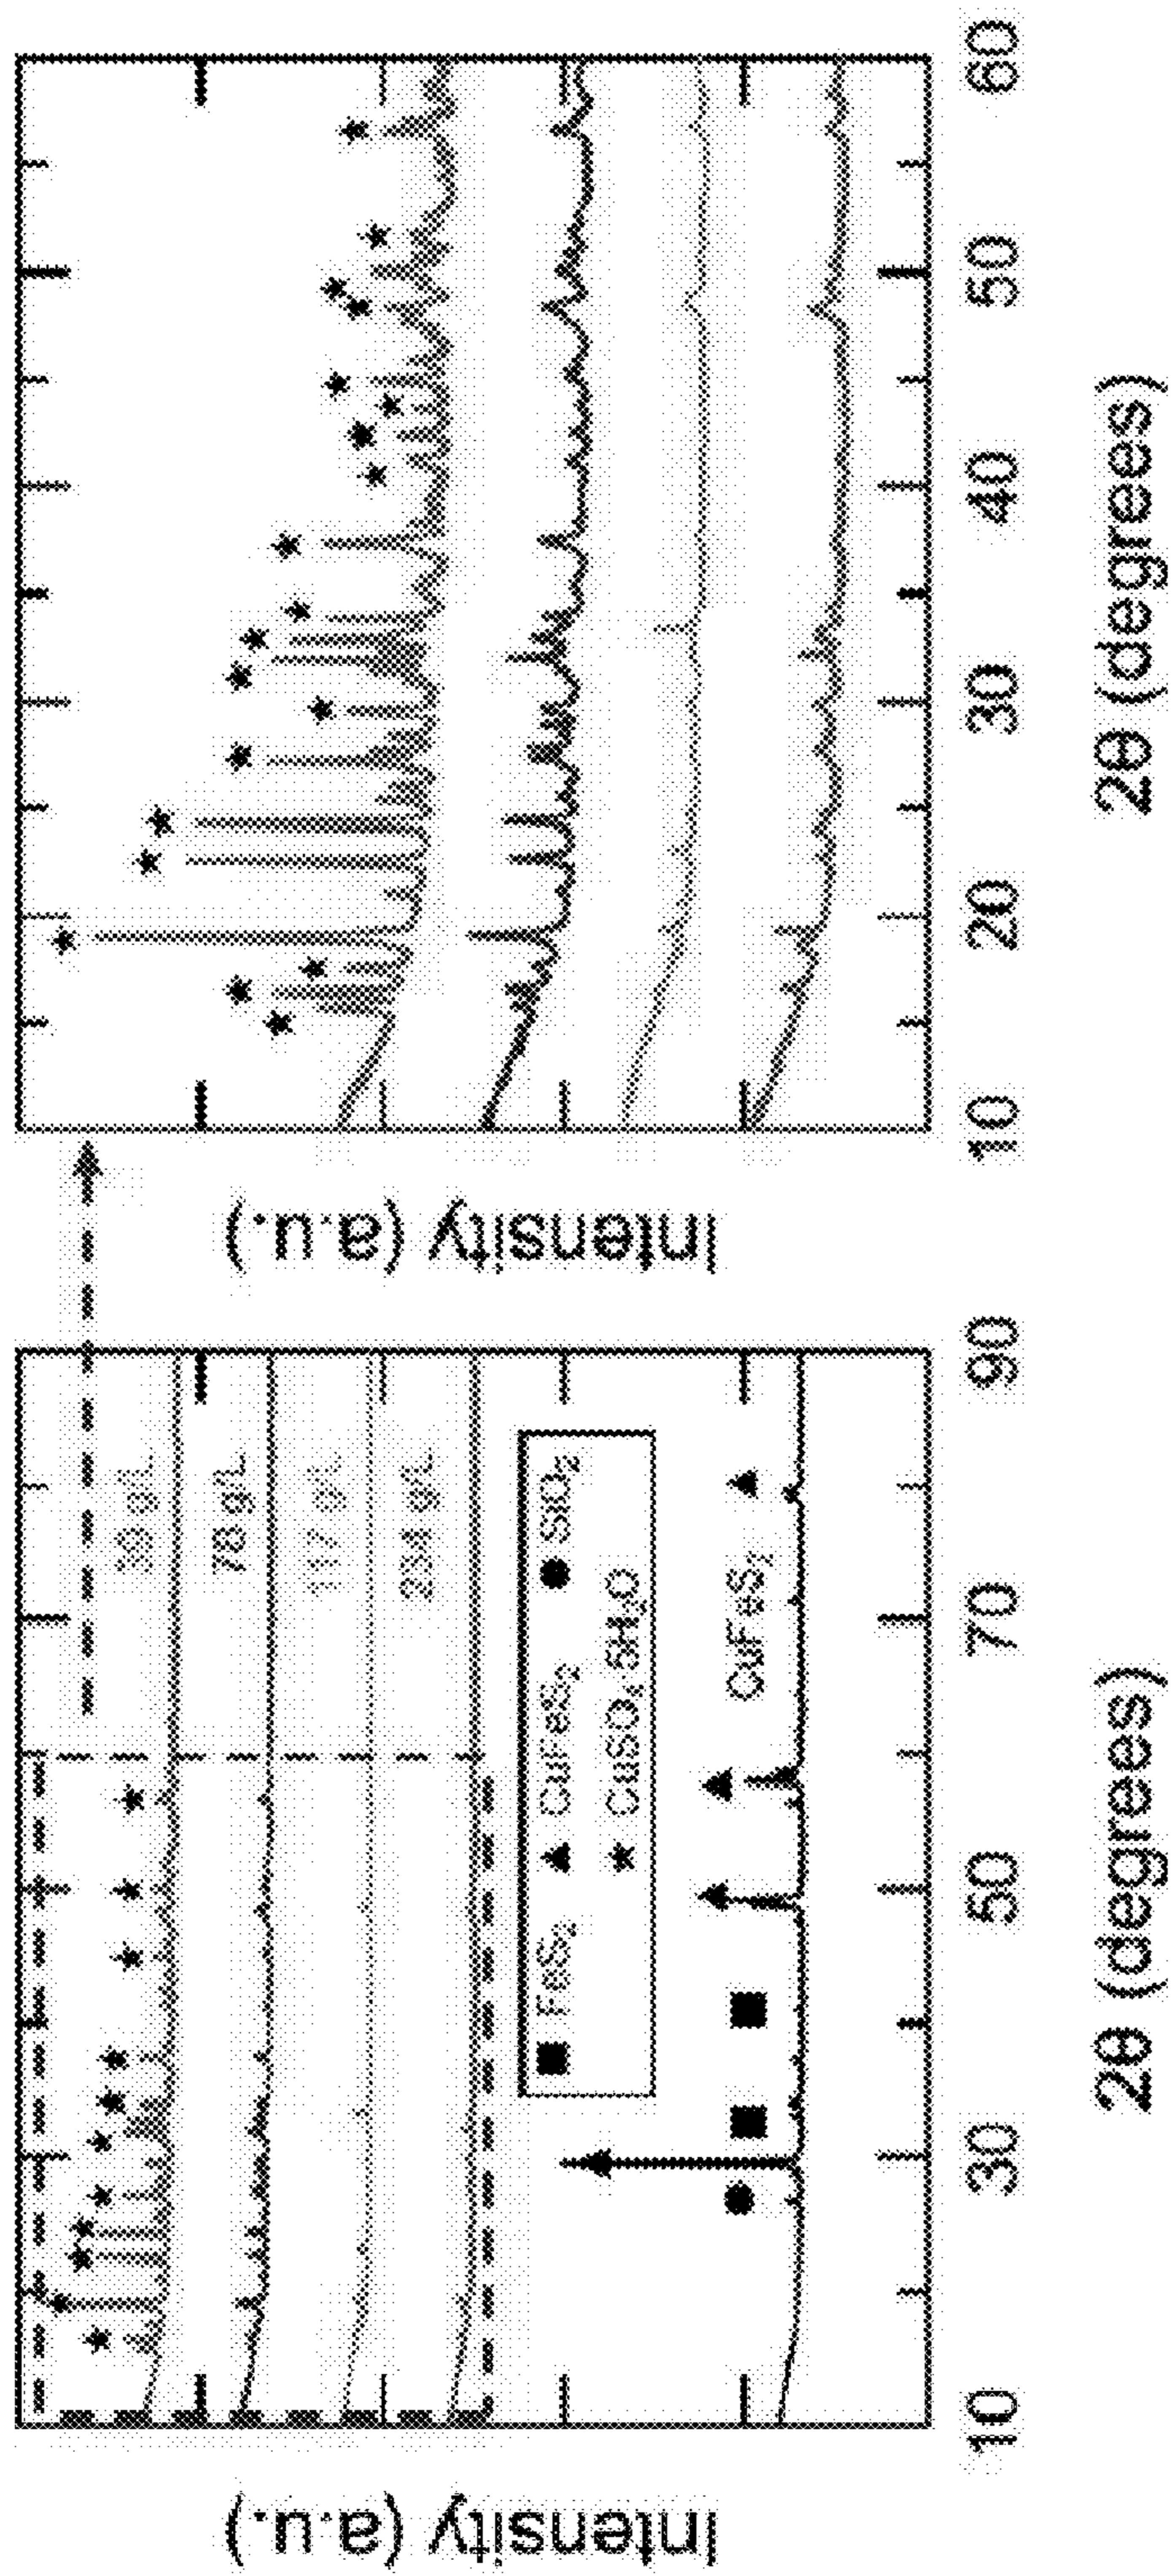 Intensity (a.u.)
39 g/L
78 g/L
117 g/L
234 g/L
FeS₂ CuFeS₂ SiO₂
CuSO₄·5H₂O
CuFeS₂
10 30 50 70 90
2θ (degrees)
Intensity (a.u.)
10 20 30 40 50 60
2θ (degrees)